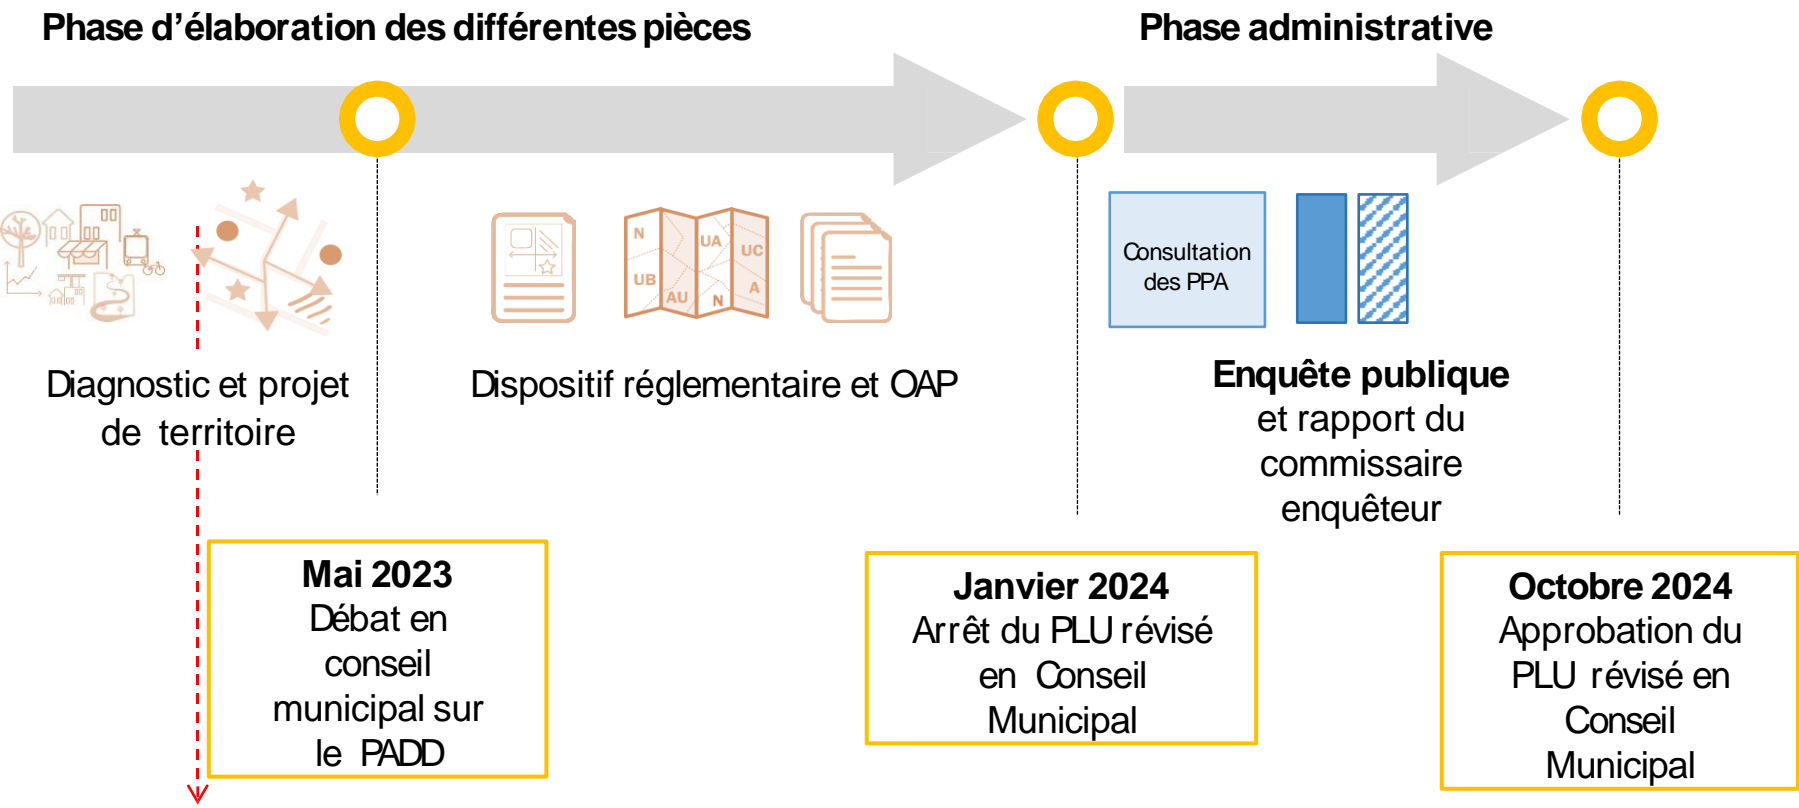 Phase d'élaboration des différentes pièces
Phase administrative
N
UA
UC
UB
AU
N
A
Consultation
des PPA
Diagnostic et projet
de territoire
Dispositif réglementaire et OAP
Enquête publique
et rapport du
commissaire
enquêteur
Mai 2023
Débat en
conseil
municipal sur
le PADD
Janvier 2024
Arrêt du PLU révisé
en Conseil
Municipal
Octobre 2024
Approbation du
PLU révisé en
Conseil
Municipal